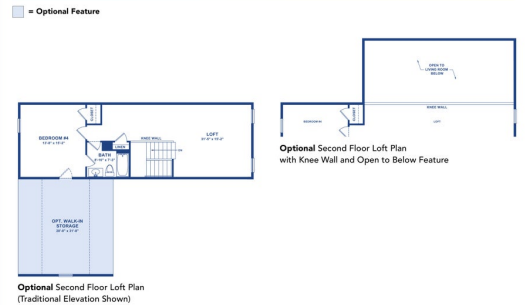 = Optional Feature
OPEN TO
LIVING ROOM
BELOW
KNEE WALL
CLOSET
BEDROOM #4
LOFT
Optional Second Floor Loft Plan
with Knee Wall and Open to Below Feature
CLOSET
BEDROOM #4
LINEN
KNEE WALL
LOFT
BATH
OPT. WALK-IN
STORAGE
Optional Second Floor Loft Plan
(Traditional Elevation Shown)